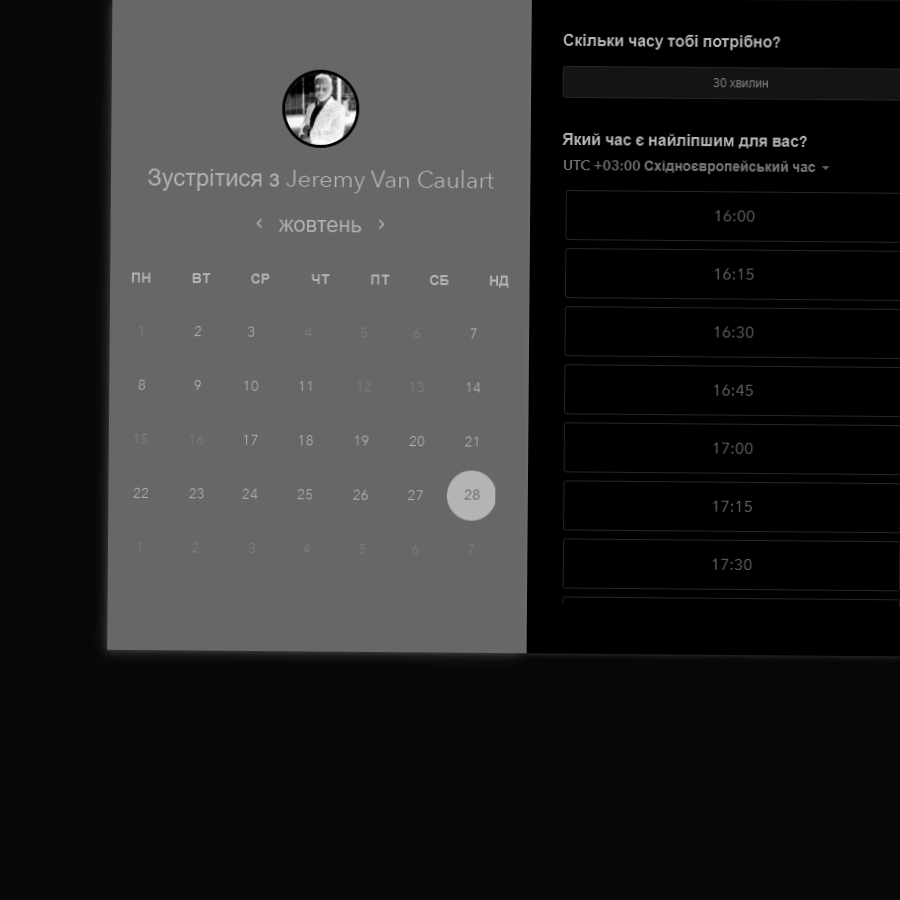 Зустрітися з Jeremy Van Caulart
жовтень
ПН ВТ СР ЧТ ПТ СБ НД
1 2 3 4 5 6 7
8 9 10 11 12 13 14
15 16 17 18 19 20 21
22 23 24 25 26 27 28
1 2 3 4 5 6 7
Скільки часу тобі потрібно?
30 хвилин
Який час є найліпшим для вас?
UTC +03:00 Східноєвропейський час
16:00
16:15
16:30
16:45
17:00
17:15
17:30